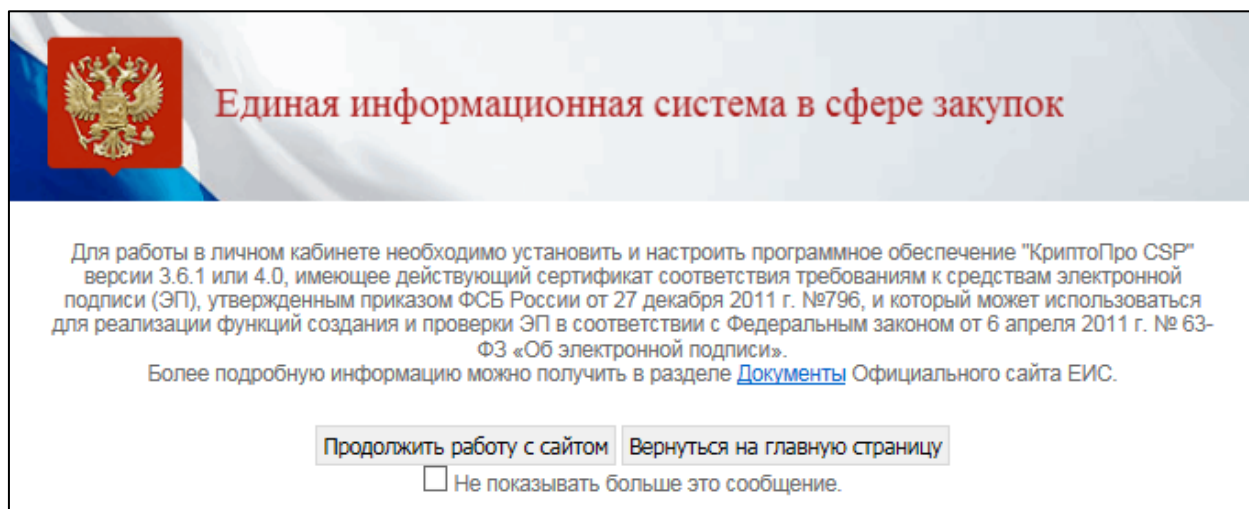 Единая информационная система в сфере закупок
Для работы в личном кабинете необходимо установить и настроить программное обеспечение "КриптоПро CSP"
версии 3.6.1 или 4.0, имеющее действующий сертификат соответствия требованиям к средствам электронной
подписи (ЭП), утвержденным приказом ФСБ России от 27 декабря 2011 г. №796, и который может использоваться
для реализации функций создания и проверки ЭП в соответствии с Федеральным законом от 6 апреля 2011 г. № 63-
ФЗ «Об электронной подписи».
Более подробную информацию можно получить в разделе Документы Официального сайта ЕИС.
Продолжить работу с сайтом Вернуться на главную страницу
Не показывать больше это сообщение.